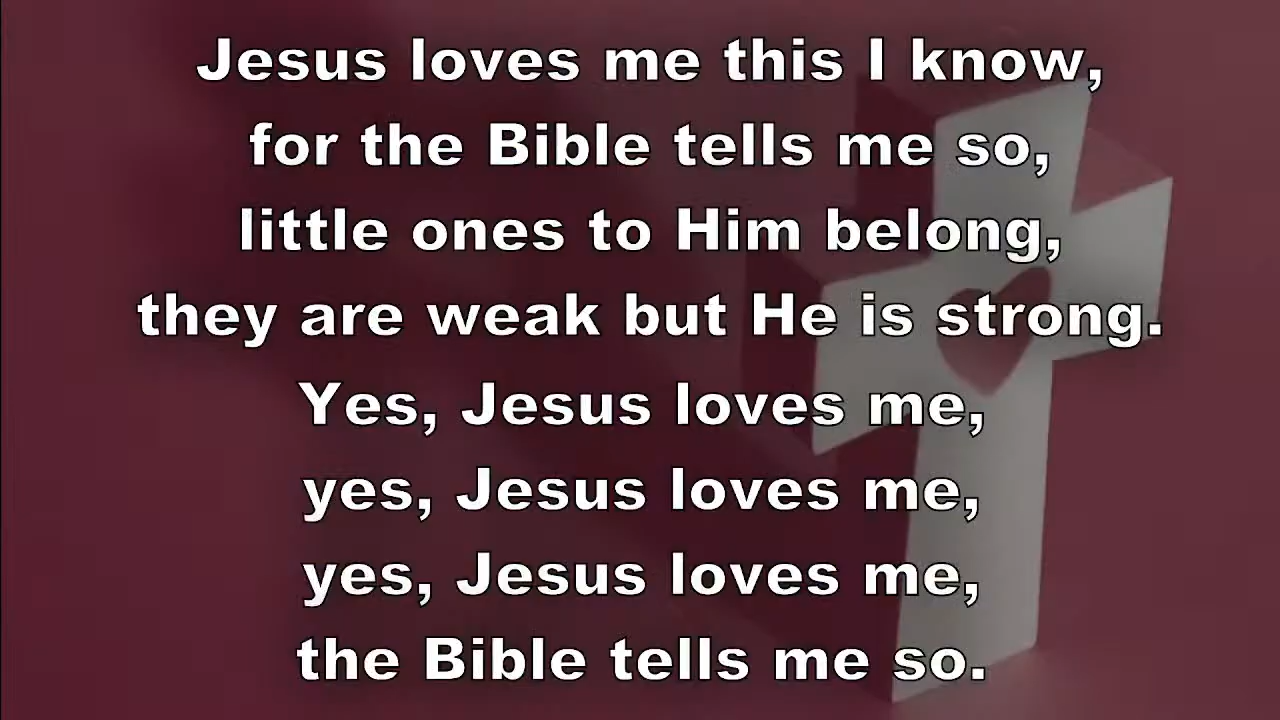 Jesus loves me this I know,
for the Bible tells me so,
little ones to Him belong,
they are weak but He is strong.
Yes, Jesus loves me,
yes, Jesus loves me,
yes, Jesus loves me,
the Bible tells me so.